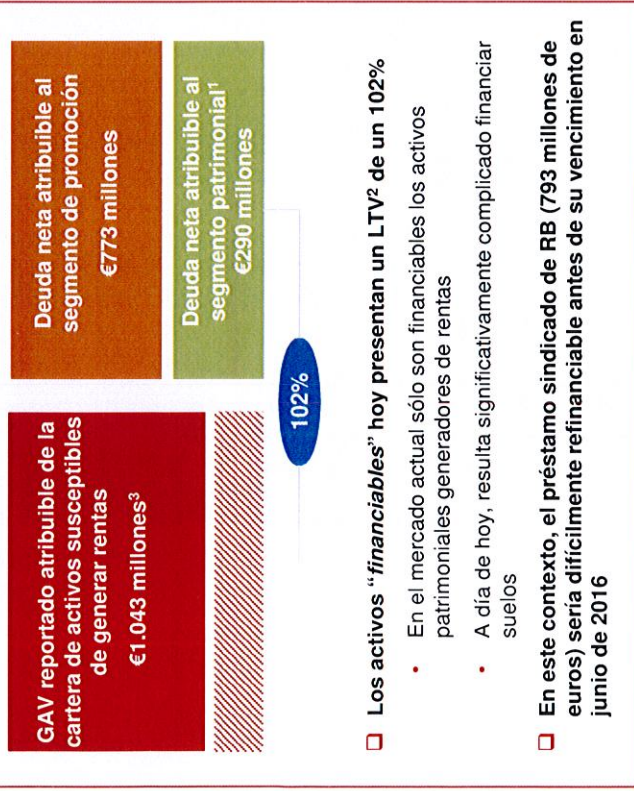 GAV reportado atribuible de la
cartera de activos susceptibles
de generar rentas
€1.043 millones³
Deuda neta atribuible al
segmento de promoción
€773 millones
Deuda neta atribuible al
segmento patrimonial¹
€290 millones
102%
Los activos “financiables” hoy presentan un LTV² de un 102%
• En el mercado actual sólo son financiables los activos
patrimoniales generadores de rentas
• A día de hoy, resulta significativamente complicado financiar
suelos
En este contexto, el préstamo sindicado de RB (793 millones de
euros) sería difícilmente refinanciable antes de su vencimiento en
junio de 2016